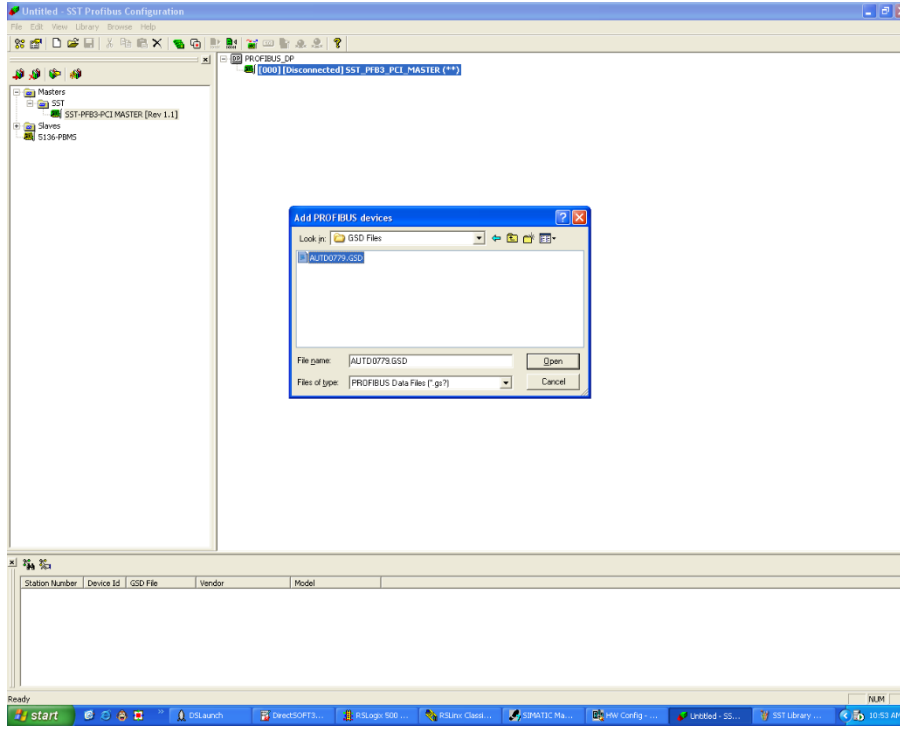 Untitled - SST Profibus Configuration
File Edit View Library Browse Help
PROFIBUS_DP
[000] [Disconnected] SST_PFB3_PCI_MASTER (**)
Masters
SST
SST-PFB3-PCI MASTER [Rev 1.1]
Slaves
5136-PBMS
Add PROFIBUS devices
Look in: GSD Files
AUTD0779.GSD
File name: AUTD0779.GSD Open
Files of type: PROFIBUS Data Files (*.gs?) Cancel
Station Number Device Id GSD File Vendor Model
Ready NUM
start DSLaunch DirectSOFT3... RSLogix 500 ... RSLinx Classi... SIMATIC Ma... HW Config - ... Untitled - SS... SST Library ... 10:53 AM